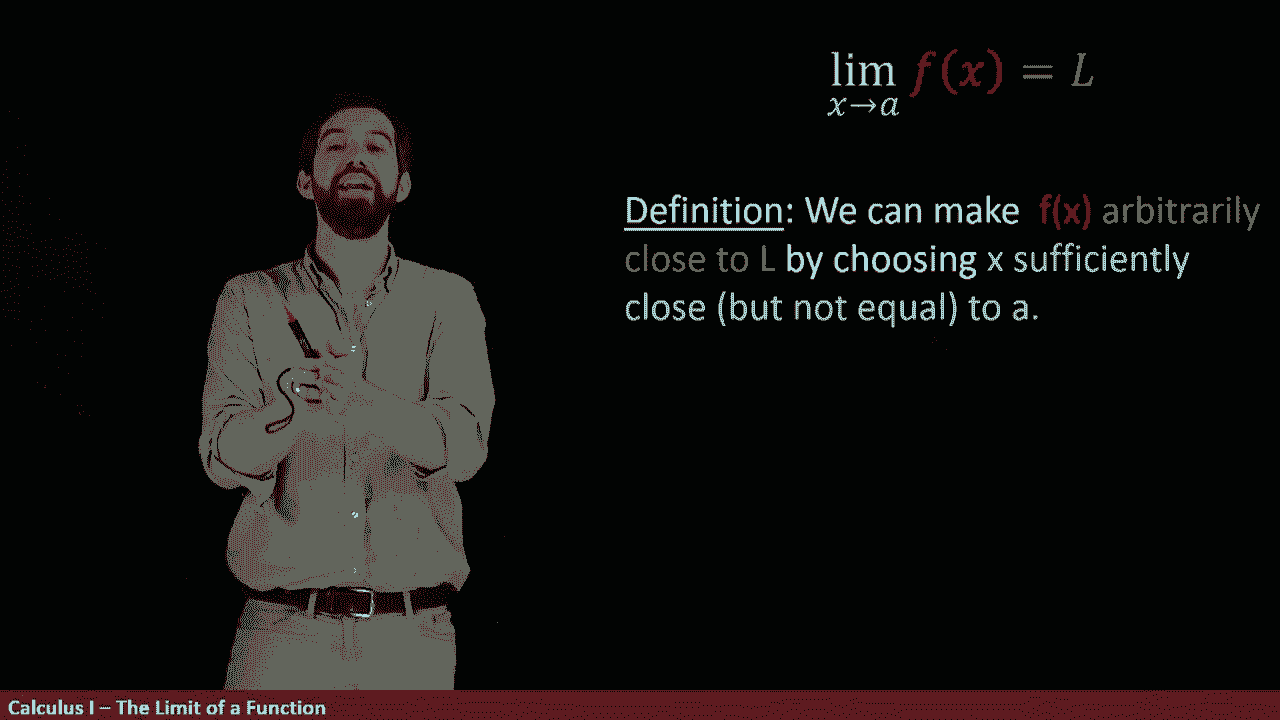 lim f(x) = L
x→a
Definition: We can make f(x) arbitrarily
close to L by choosing x sufficiently
close (but not equal) to a.
Calculus I – The Limit of a Function